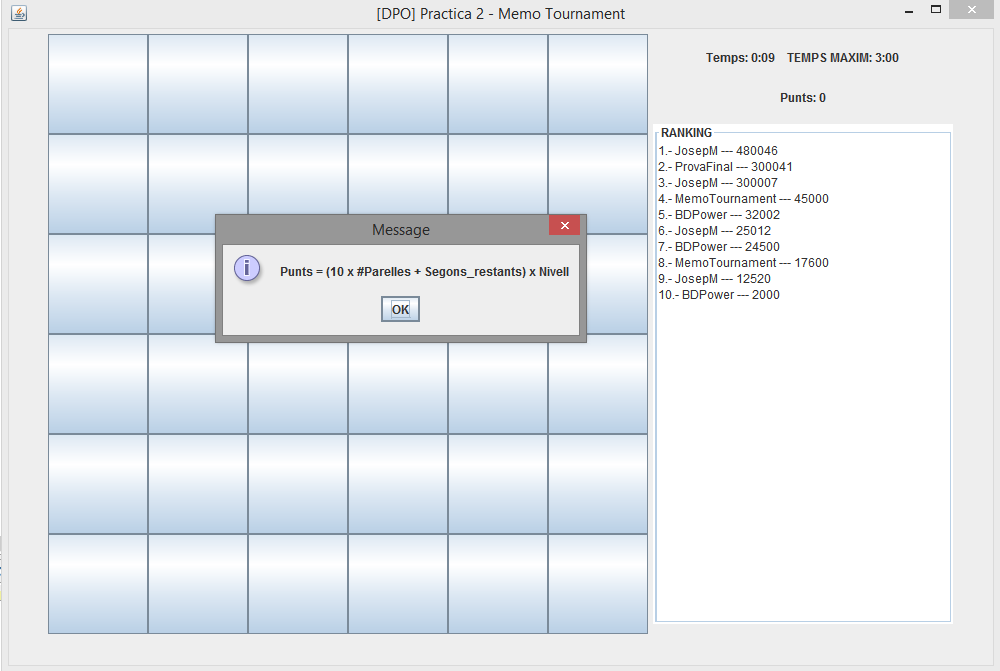 [DPO] Practica 2 - Memo Tournament
Temps: 0:09 TEMPS MAXIM: 3:00
Punts: 0
RANKING
1.- JosepM --- 480046
2.- ProvaFinal --- 300041
3.- JosepM --- 300007
4.- MemoTournament --- 45000
5.- BDPower --- 32002
6.- JosepM --- 25012
7.- BDPower --- 24500
8.- MemoTournament --- 17600
9.- JosepM --- 12520
10.- BDPower --- 2000
Message
Punts = (10 x #Parelles + Segons_restants) x Nivell
OK